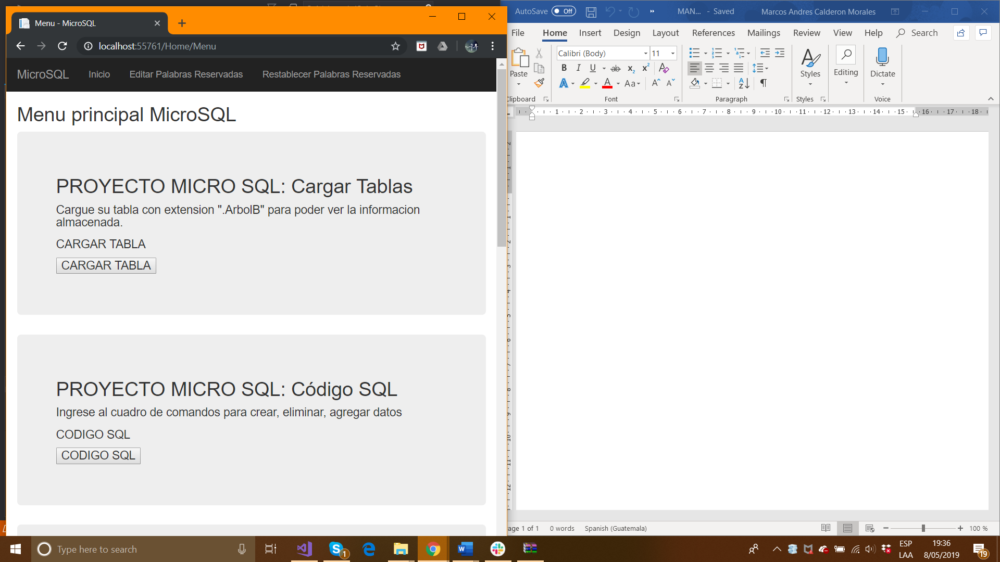 Menu - MicroSQL
localhost:55761/Home/Menu
MicroSQL Inicio Editar Palabras Reservadas Restablecer Palabras Reservadas
Menu principal MicroSQL
PROYECTO MICRO SQL: Cargar Tablas
Cargue su tabla con extension ".ArbolB" para poder ver la informacion
almacenada.
CARGAR TABLA
CARGAR TABLA
PROYECTO MICRO SQL: Código SQL
Ingrese al cuadro de comandos para crear, eliminar, agregar datos
CODIGO SQL
CODIGO SQL
AutoSave Off MAN... - Saved Marcos Andres Calderon Morales
File Home Insert Design Layout References Mailings Review View Help Search
Calibri (Body) 11
Paste Styles Editing Dictate
Clipboard Font Paragraph Styles Voice
1 2 3 4 5 6 7 8 9 10 11 12 13 14 15 16 17 18
age 1 of 1 0 words Spanish (Guatemala) 100 %
Type here to search
1
ESP
LAA
19:36
8/05/2019
19